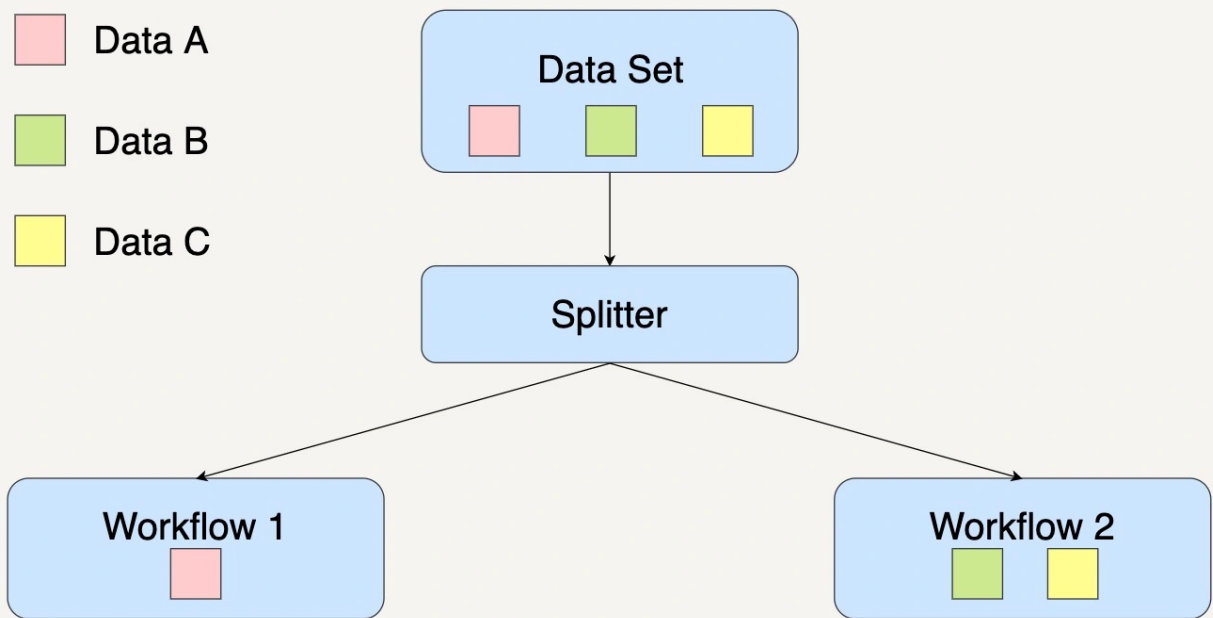 Data A
Data B
Data C
Data Set
Splitter
Workflow 1
Workflow 2